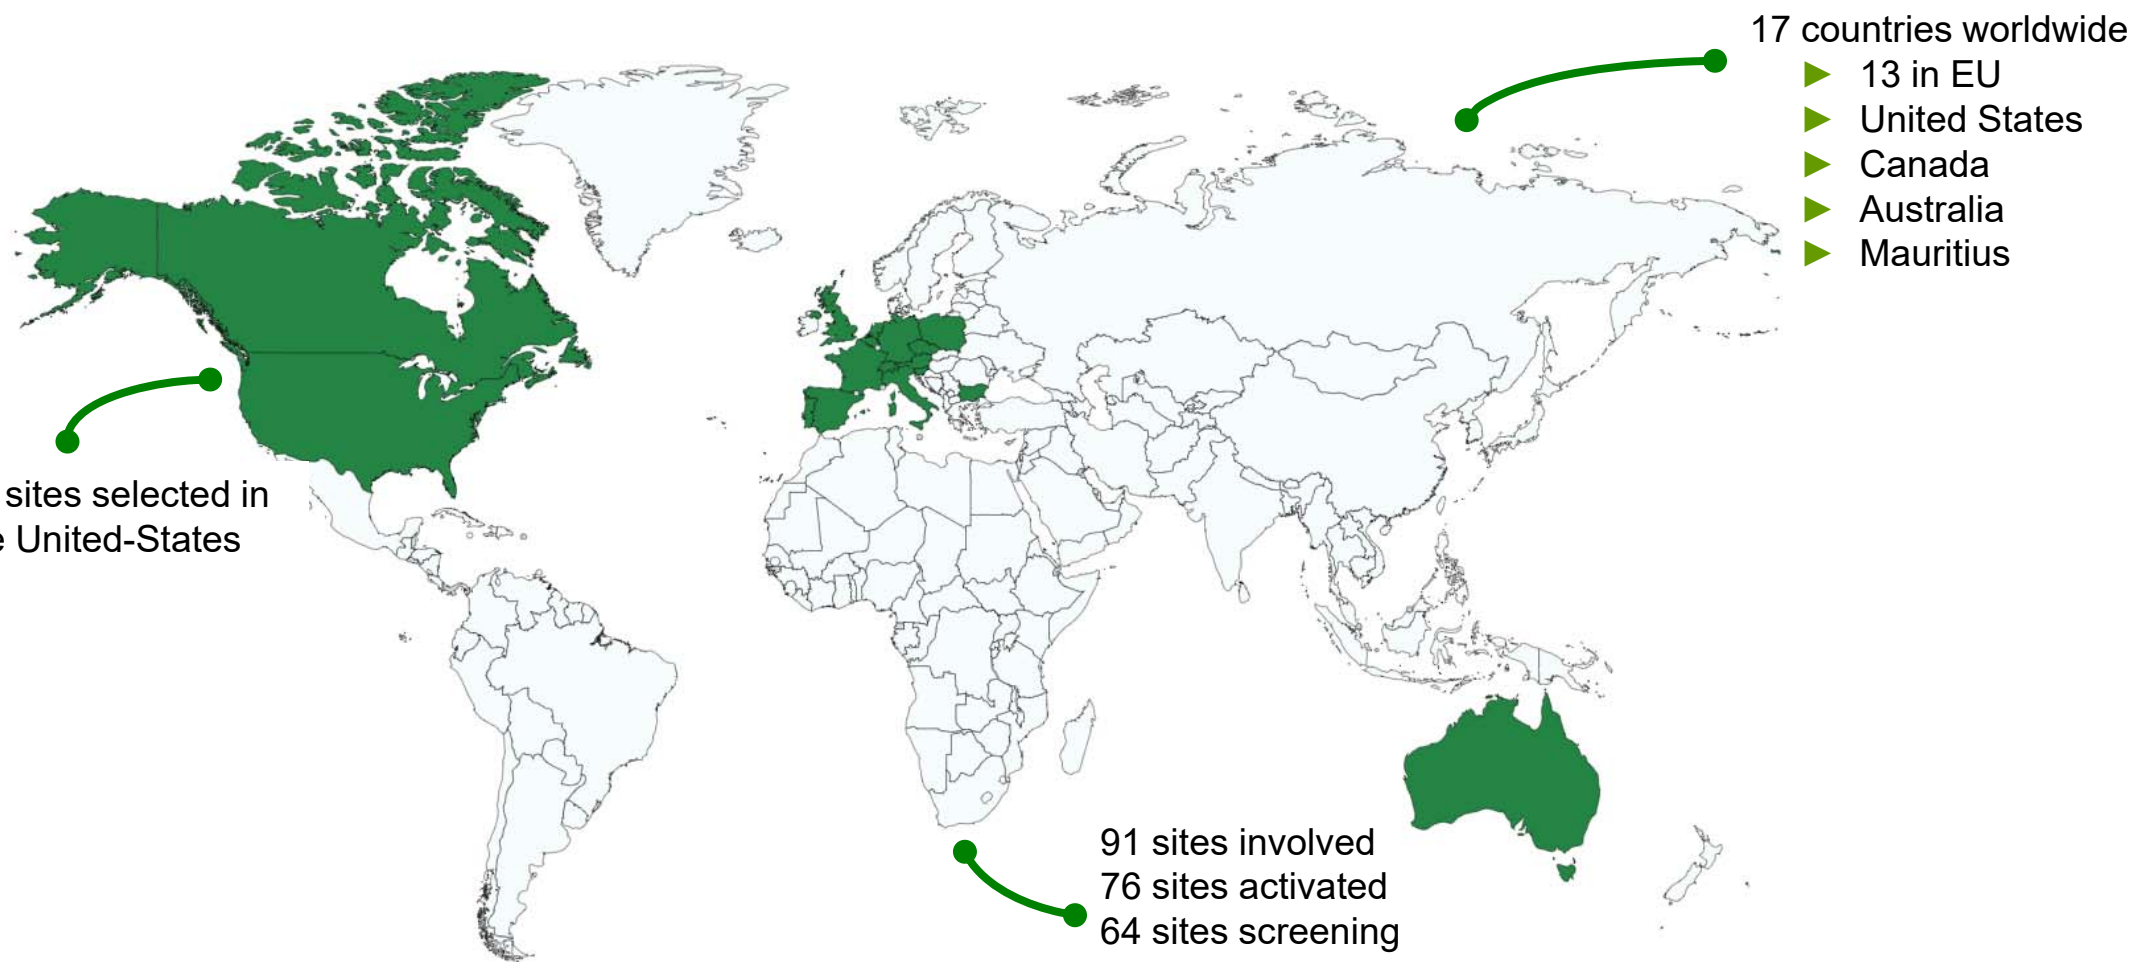 17 countries worldwide
13 in EU
United States
Canada
Australia
Mauritius
sites selected in
United-States
91 sites involved
76 sites activated
64 sites screening